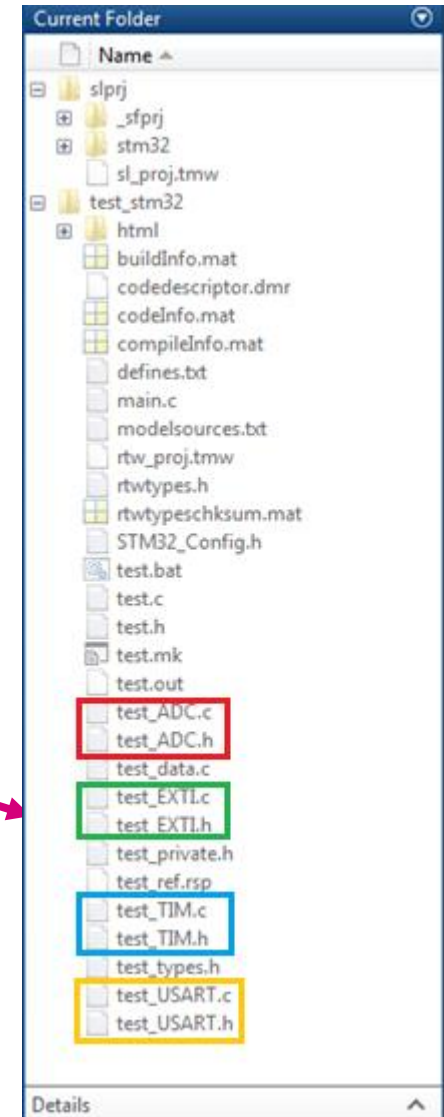 Current Folder
Name
slprj
_sfprj
stm32
sl_proj.tmw
test_stm32
html
buildInfo.mat
codedescriptor.dmr
codeInfo.mat
compileInfo.mat
defines.txt
main.c
modelsources.txt
rtw_proj.tmw
rtwtypes.h
rtwtypeschksum.mat
STM32_Config.h
test.bat
test.c
test.h
test.mk
test.out
test_ADC.c
test_ADC.h
test_data.c
test_EXTI.c
test_EXTI.h
test_private.h
test_ref.rsp
test_TIM.c
test_TIM.h
test_types.h
test_USART.c
test_USART.h
Details